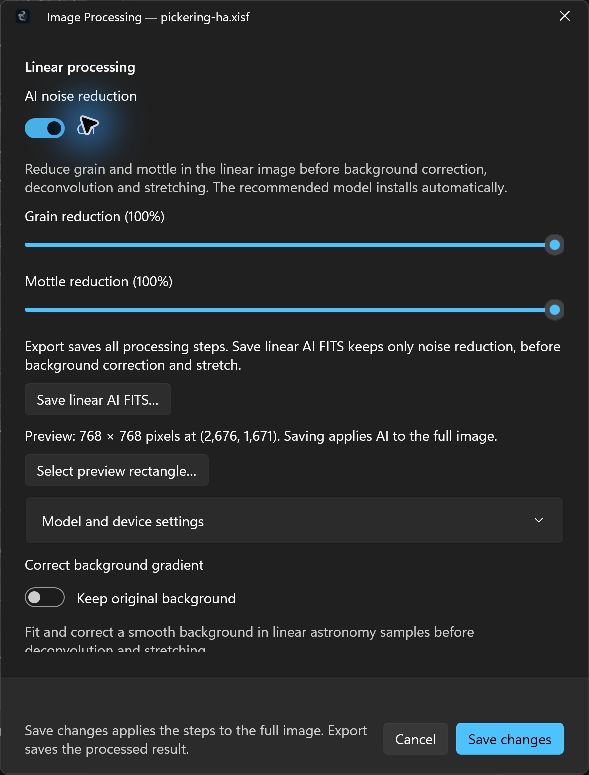 Image Processing — pickering-ha.xisf
Linear processing
AI noise reduction
Reduce grain and mottle in the linear image before background correction,
deconvolution and stretching. The recommended model installs automatically.
Grain reduction (100%)
Mottle reduction (100%)
Export saves all processing steps. Save linear AI FITS keeps only noise reduction, before
background correction and stretch.
Save linear AI FITS...
Preview: 768 × 768 pixels at (2,676, 1,671). Saving applies AI to the full image.
Select preview rectangle...
Model and device settings
Correct background gradient
Keep original background
Fit and correct a smooth background in linear astronomy samples before
deconvolution and stretching.
Save changes applies the steps to the full image. Export
saves the processed result.
Cancel
Save changes